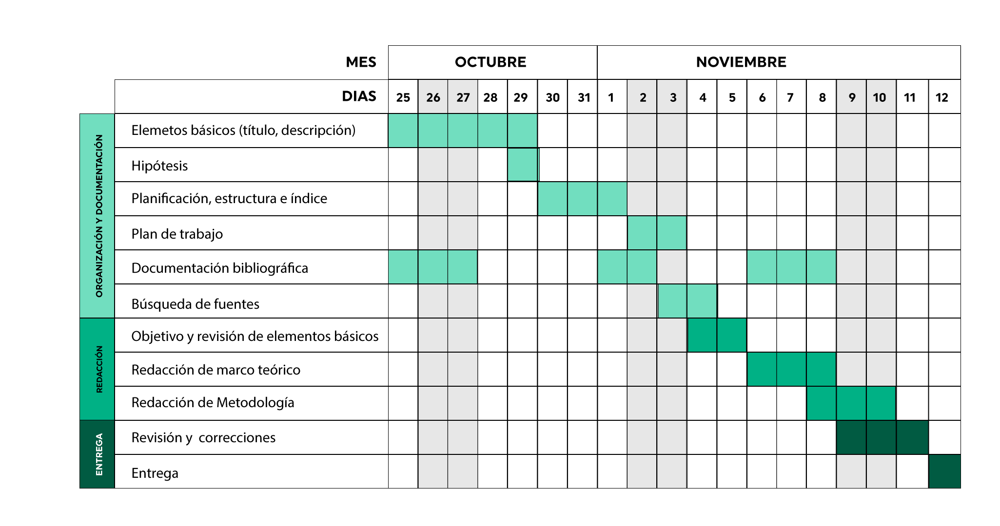 MES OCTUBRE NOVIEMBRE
DIAS 25 26 27 28 29 30 31 1 2 3 4 5 6 7 8 9 10 11 12
ORGANIZACIÓN Y DOCUMENTACIÓN
Elemetos básicos (título, descripción)
Hipótesis
Planificación, estructura e índice
Plan de trabajo
Documentación bibliográfica
Búsqueda de fuentes
REDACCIÓN
Objetivo y revisión de elementos básicos
Redacción de marco teórico
Redacción de Metodología
ENTREGA
Revisión y  correcciones
Entrega